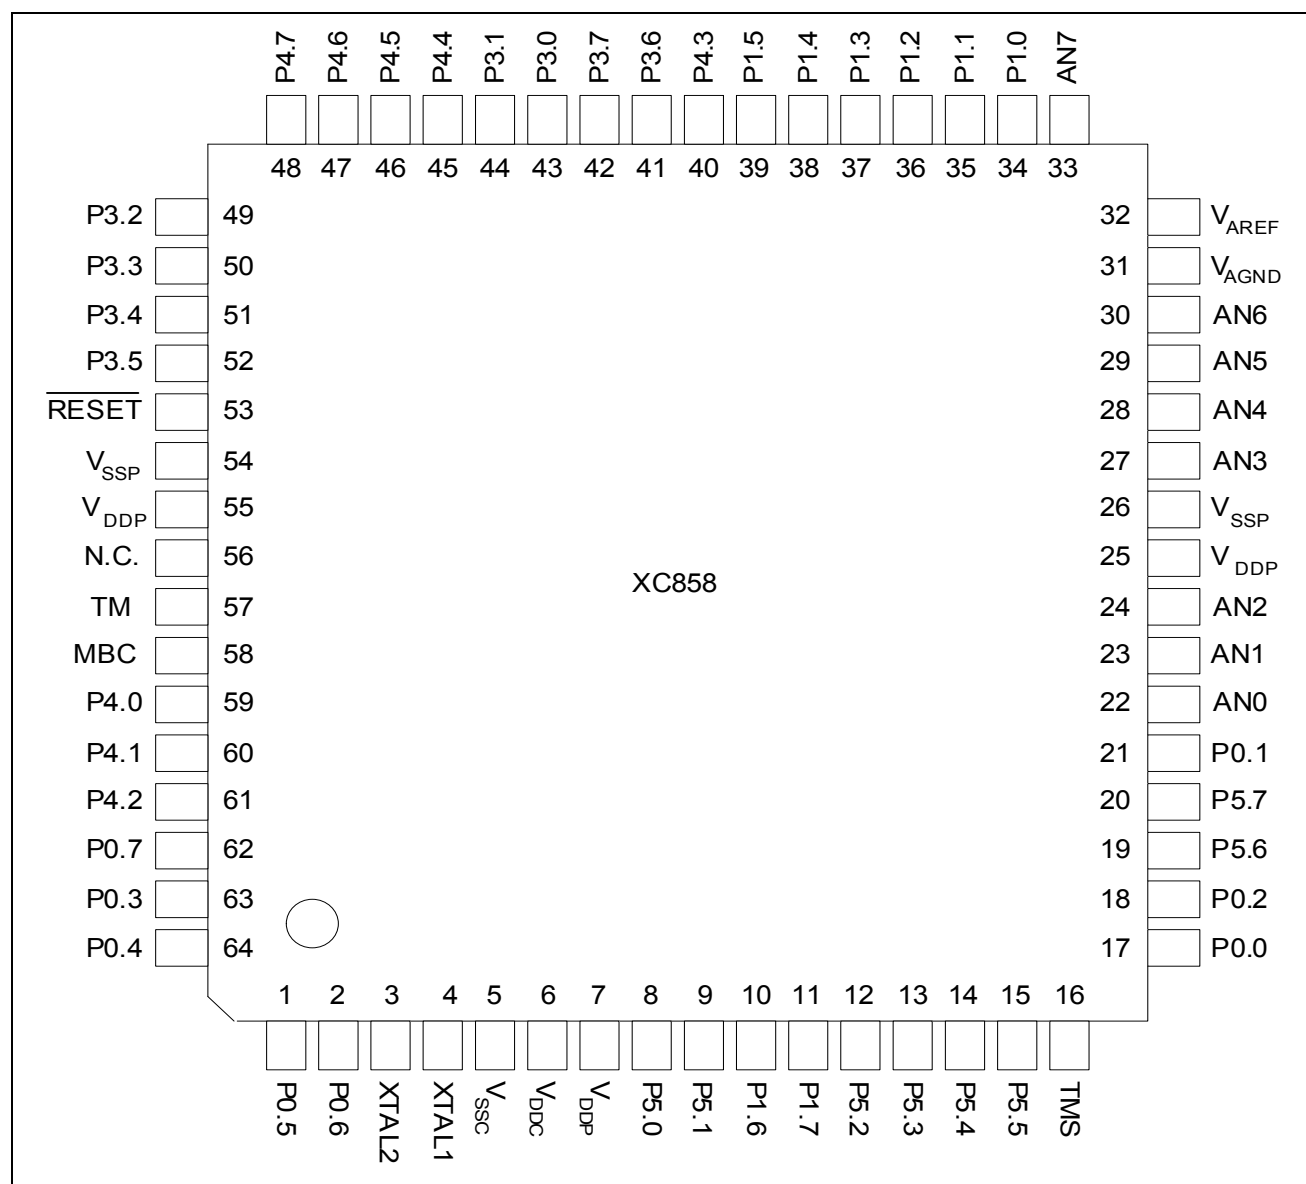 P4.7 P4.6 P4.5 P4.4 P3.1 P3.0 P3.7 P3.6 P4.3 P1.5 P1.4 P1.3 P1.2 P1.1 P1.0 AN7
48 47 46 45 44 43 42 41 40 39 38 37 36 35 34 33
P3.2 49 32 VAREF
P3.3 50 31 VAGND
P3.4 51 30 AN6
P3.5 52 29 AN5
RESET 53 28 AN4
VSSP 54 27 AN3
VDDP 55 26 VSSP
N.C. 56 25 VDDP
XC858
TM 57 24 AN2
MBC 58 23 AN1
P4.0 59 22 AN0
P4.1 60 21 P0.1
P4.2 61 20 P5.7
P0.7 62 19 P5.6
P0.3 63 18 P0.2
P0.4 64 17 P0.0
1 2 3 4 5 6 7 8 9 10 11 12 13 14 15 16
P0.5 P0.6 XTAL2 XTAL1 VSSC VDDC VDDP P5.0 P5.1 P1.6 P1.7 P5.2 P5.3 P5.4 P5.5 TMS